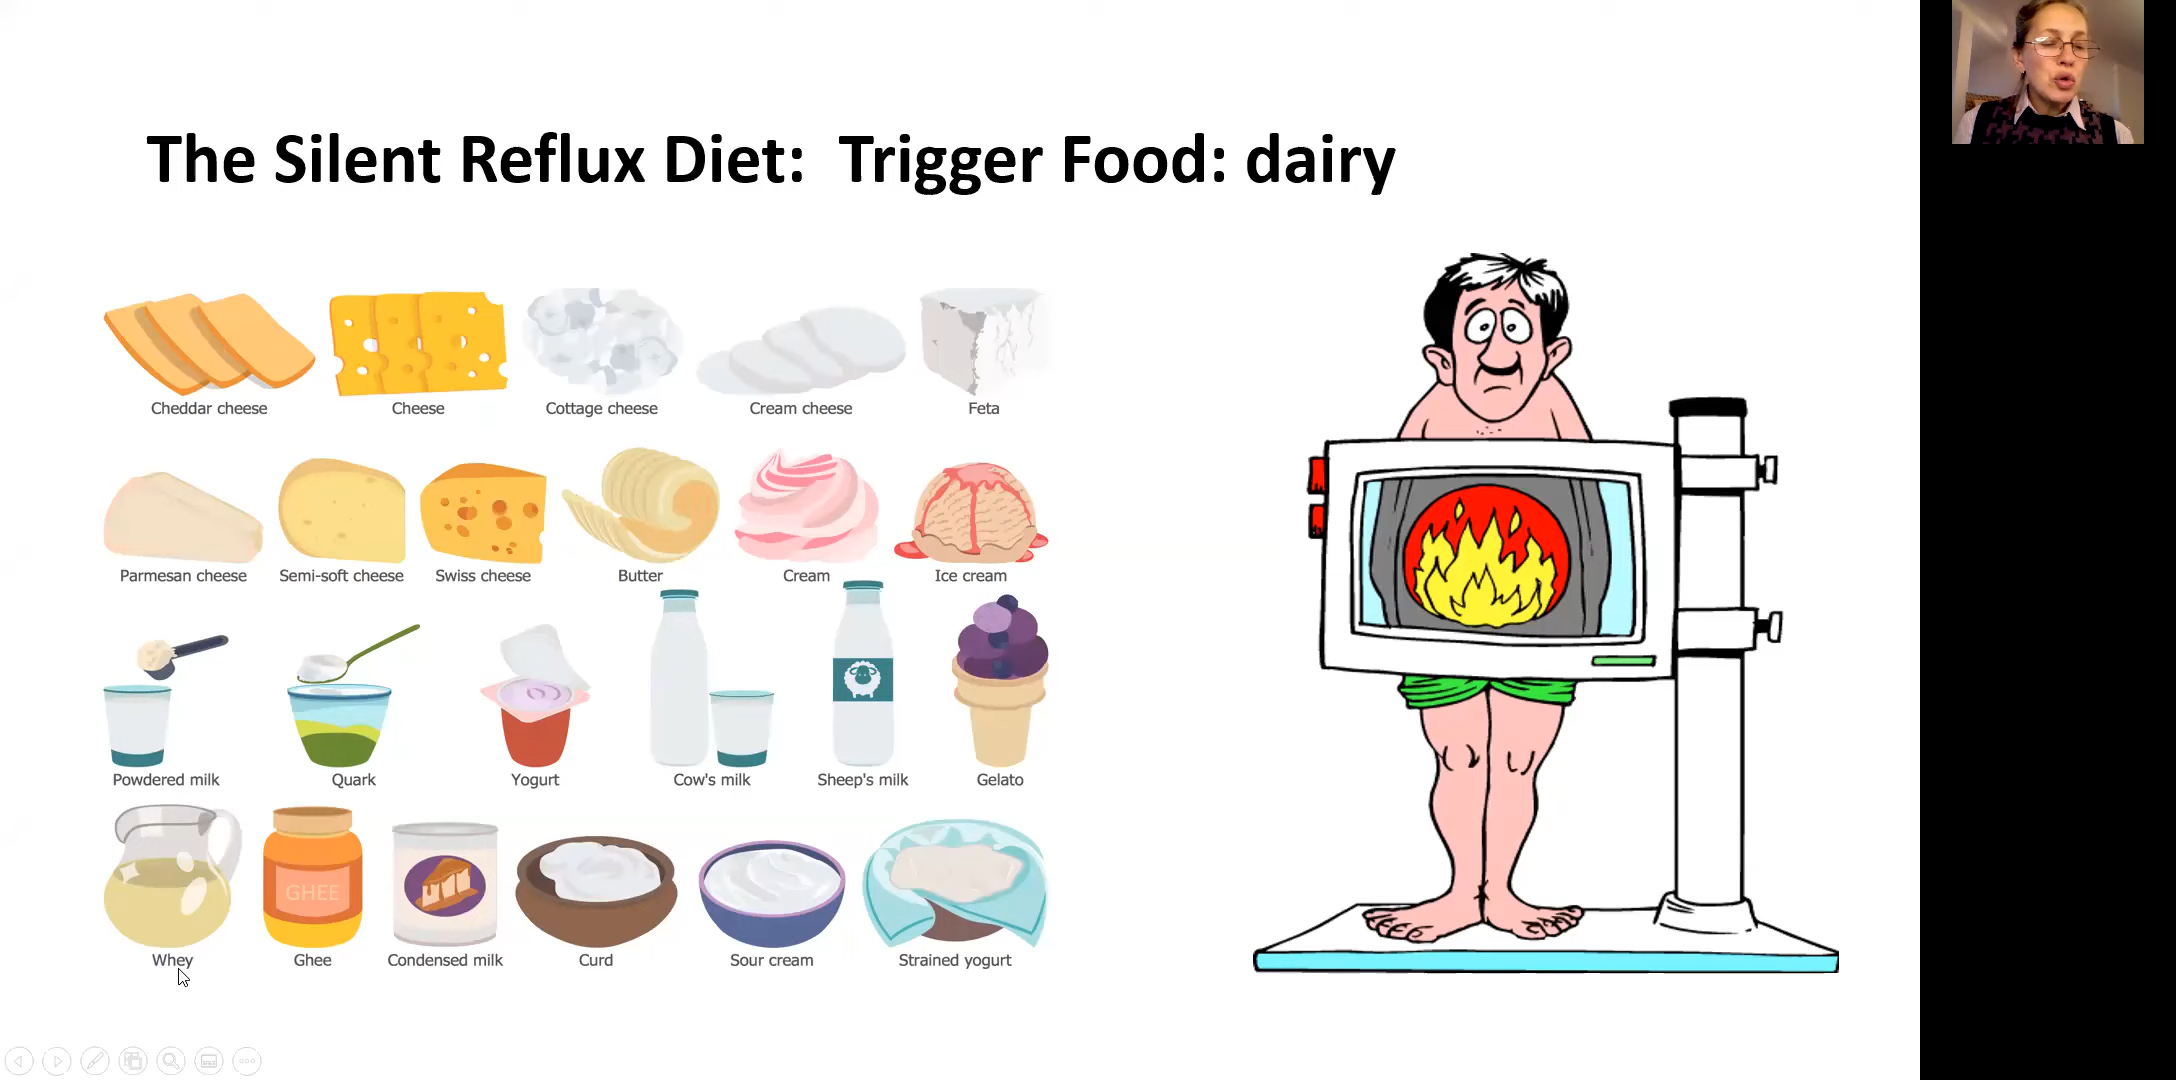 The Silent Reflux Diet:  Trigger Food: dairy
Cheddar cheese
Cheese
Cottage cheese
Cream cheese
Feta
Parmesan cheese
Semi-soft cheese
Swiss cheese
Butter
Cream
Ice cream
Powdered milk
Quark
Yogurt
Cow's milk
Sheep's milk
Gelato
GHEE
Whey
Ghee
Condensed milk
Curd
Sour cream
Strained yogurt